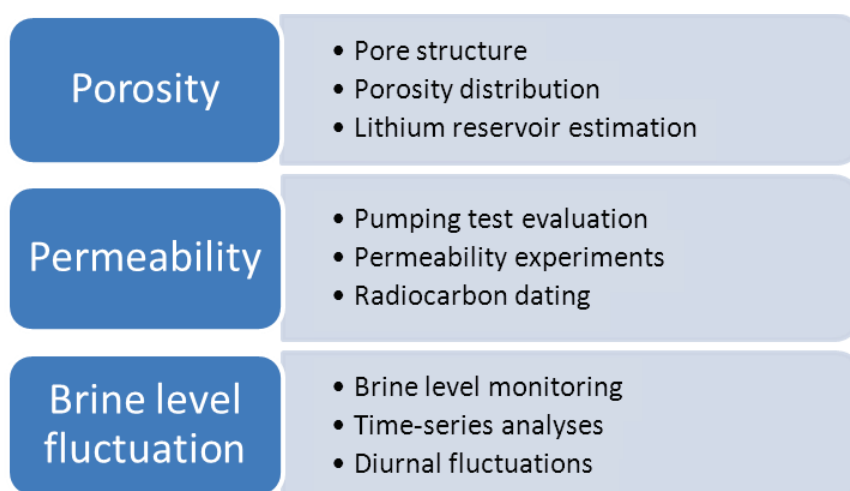 Porosity
• Pore structure
• Porosity distribution
• Lithium reservoir estimation
Permeability
• Pumping test evaluation
• Permeability experiments
• Radiocarbon dating
Brine level
fluctuation
• Brine level monitoring
• Time-series analyses
• Diurnal fluctuations